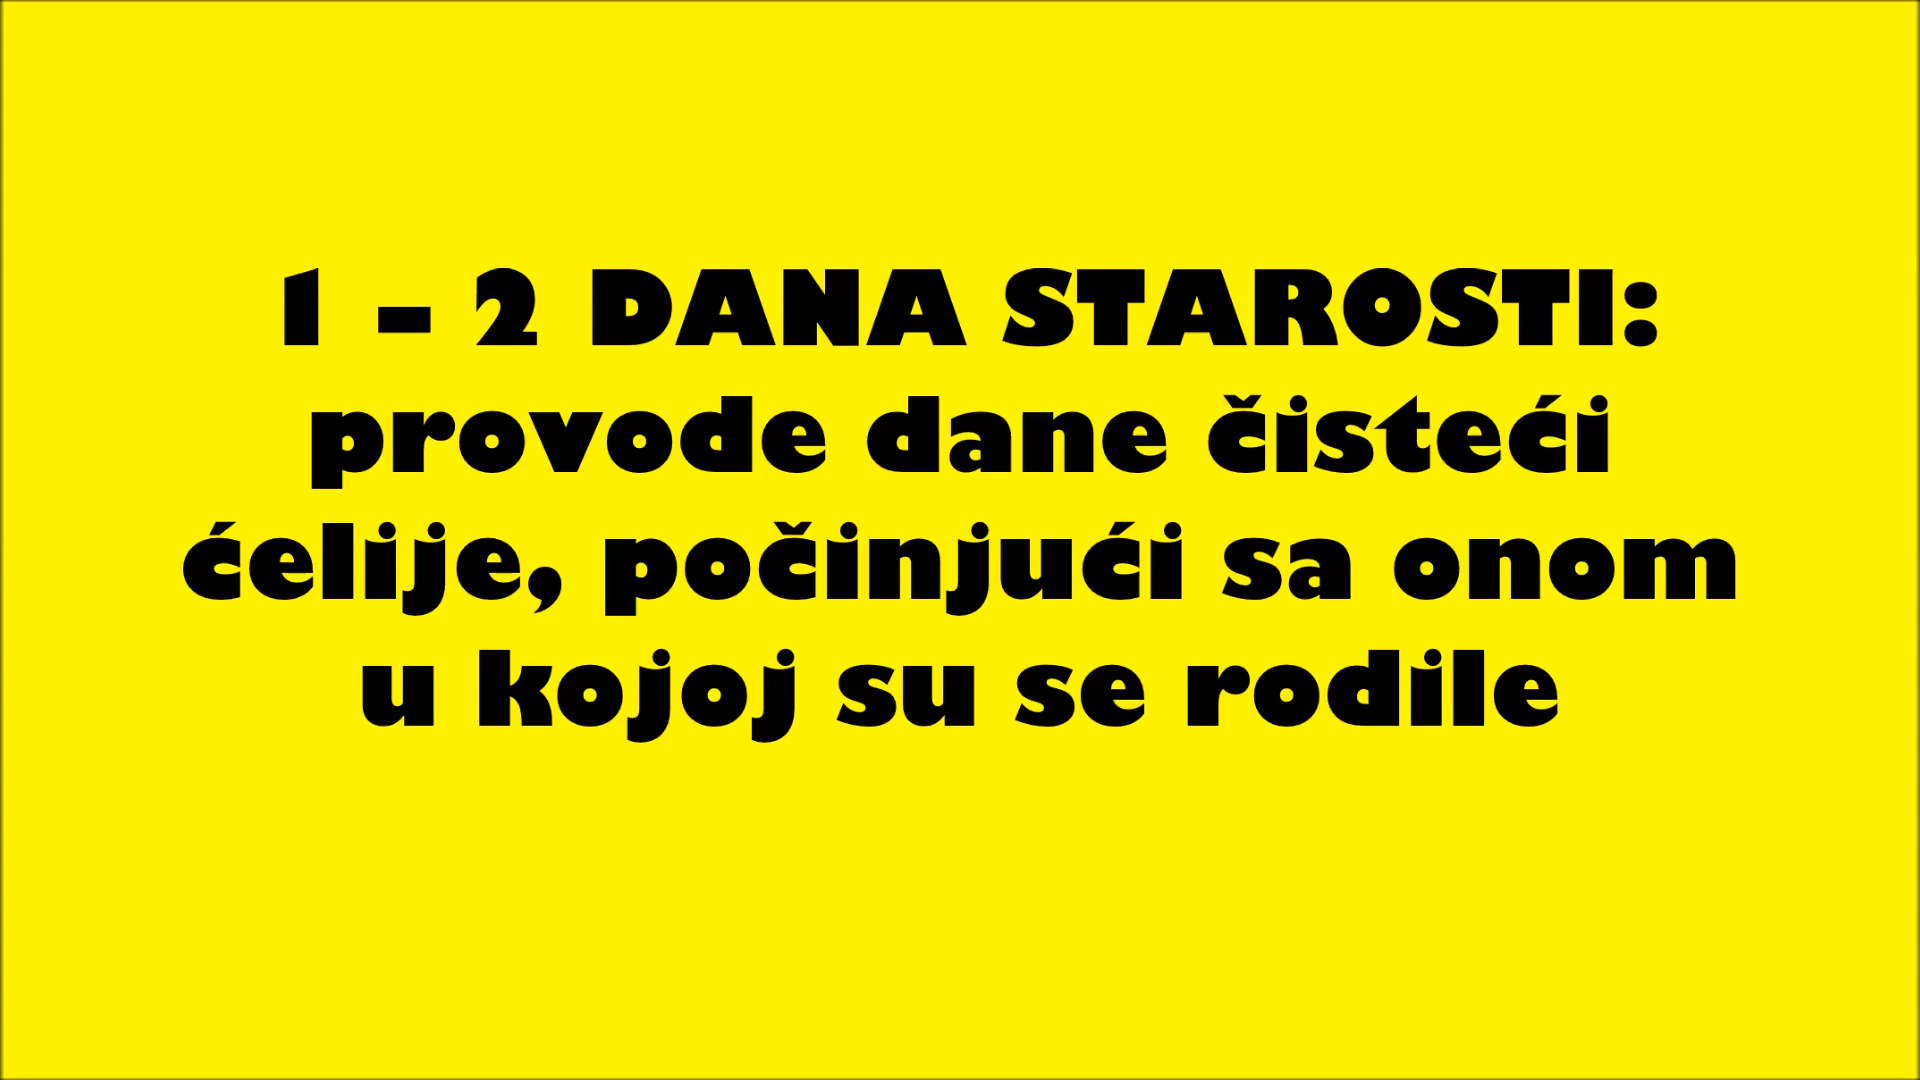 1 - 2 DANA STAROSTI:
provode dane čisteći
ćelije, počinjući sa onom
u kojoj su se rodile